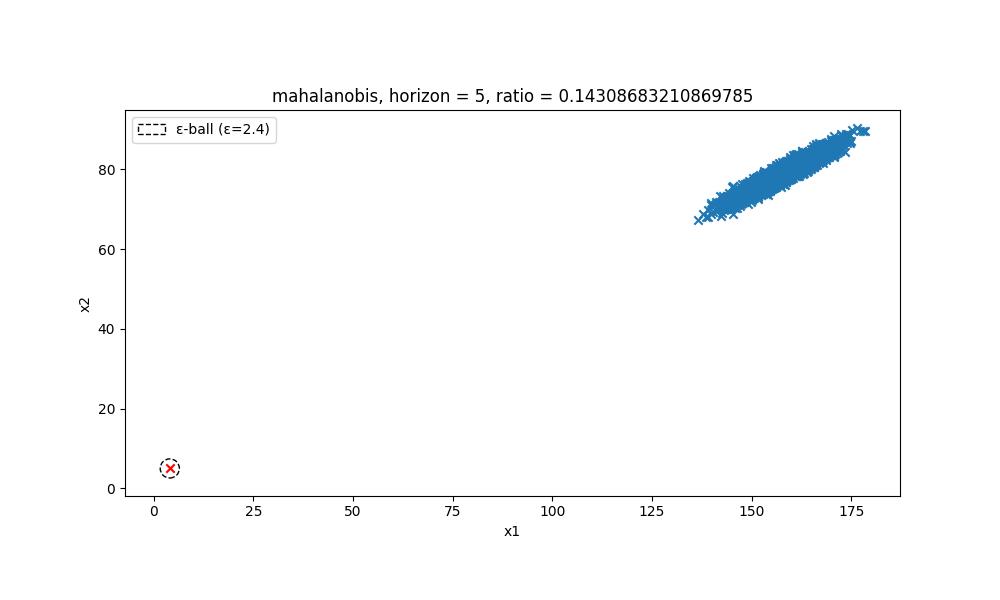 mahalanobis, horizon = 5, ratio = 0.14308683210869785
ε-ball (ε=2.4)
80
60
40
20
0
x2
0 25 50 75 100 125 150 175
x1